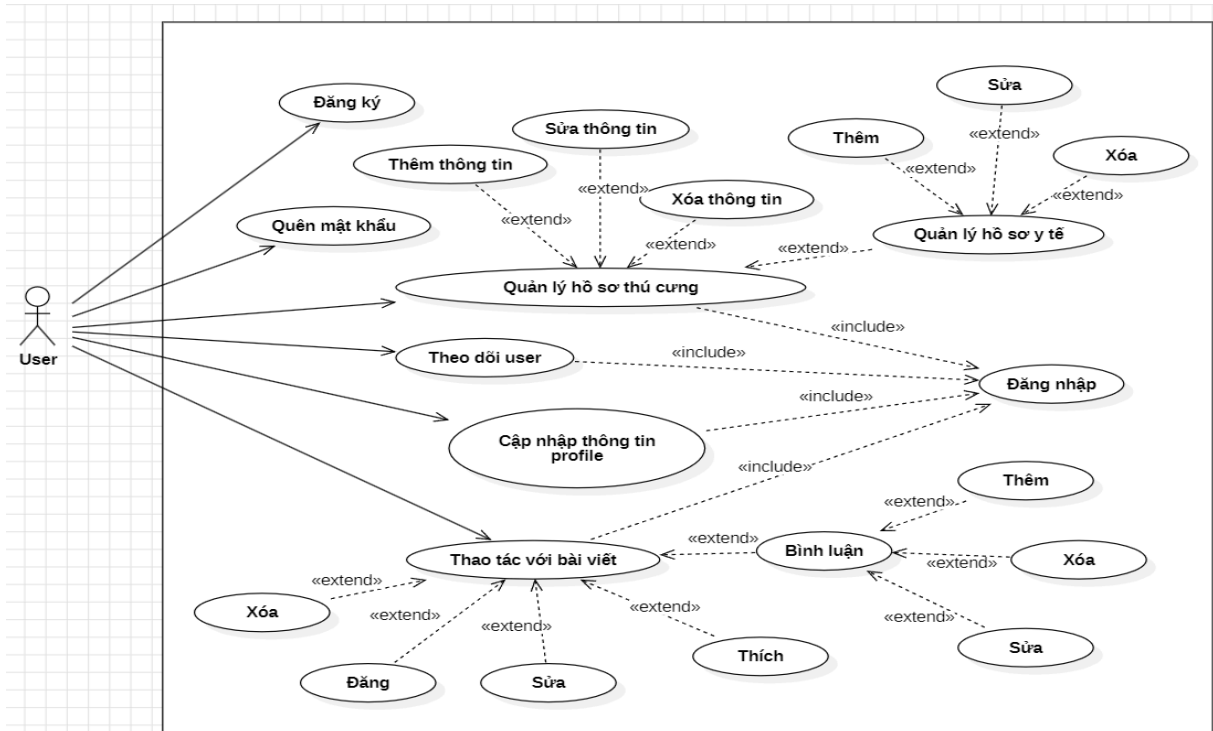 Sửa
Đăng ký
Sửa thông tin
«extend»
Thêm
Thêm thông tin
Xóa
«extend»
«extend»
«extend»
Xóa thông tin
«extend»
Quên mật khẩu
Quản lý hồ sơ y tế
«extend»
«extend»
Quản lý hồ sơ thú cưng
«include»
User
Theo dõi user
«include»
Đăng nhập
«include»
Cập nhập thông tin
profile
«include»
Thêm
«extend»
«extend»
Bình luận
Thao tác với bài viết
«extend»
Xóa
«extend»
«extend»
Xóa
«extend»
«extend»
«extend»
Sửa
Thích
Đăng
Sửa